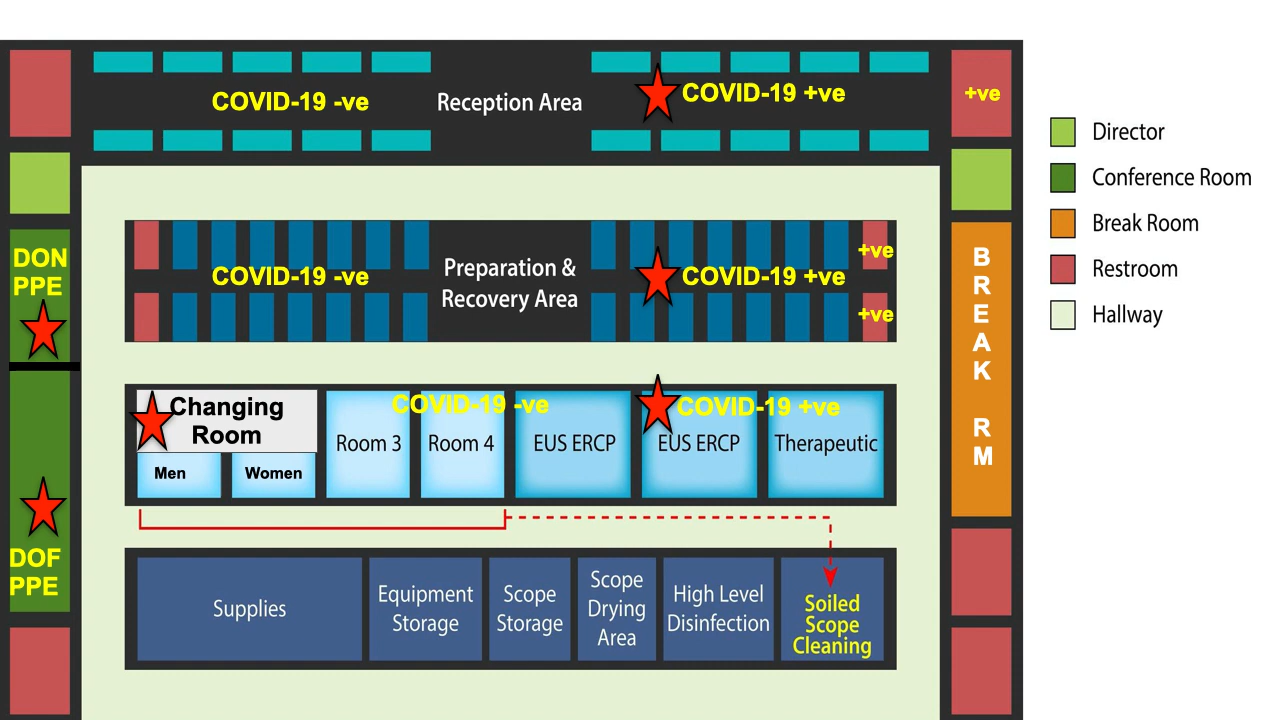 COVID-19 -ve
Reception Area
COVID-19 +ve
+ve
Director
Conference Room
Break Room
Restroom
Hallway
DON
PPE
COVID-19 -ve
Preparation &
Recovery Area
COVID-19 +ve
+ve
+ve
BREAK RM
Changing
Room
Men
Women
COVID-19 -ve
COVID-19 +ve
Room 3
Room 4
EUS ERCP
EUS ERCP
Therapeutic
DOF
PPE
Supplies
Equipment
Storage
Scope
Storage
Scope
Drying
Area
High Level
Disinfection
Soiled
Scope
Cleaning